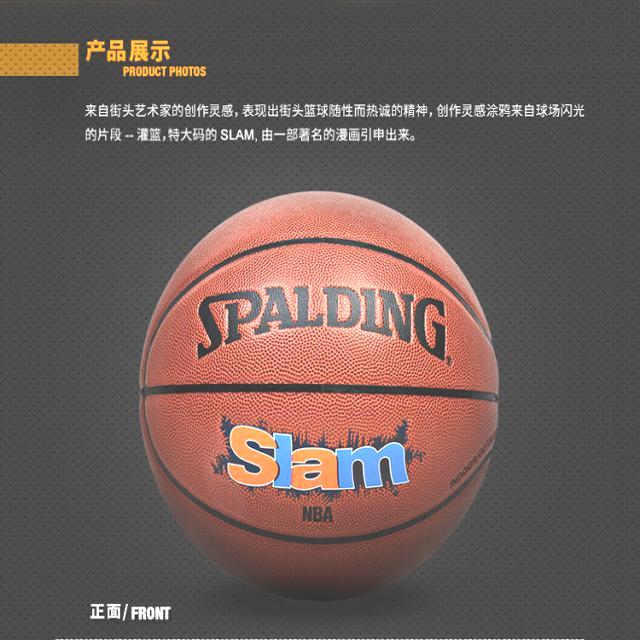 产品展示
PRODUCT PHOTOS
来自街头艺术家的创作灵感，表现出街头篮球随性而热诚的精神，创作灵感涂鸦来自球场闪光
的片段 -- 灌篮，特大码的 SLAM, 由一部著名的漫画引申出来。
SPALDING®
Slam
NBA
正面/ FRONT